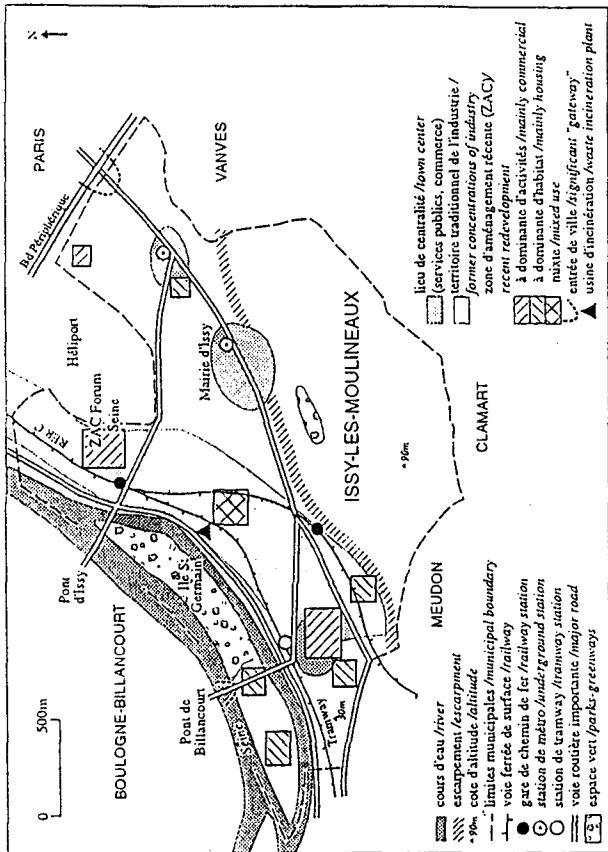 N
0 500m
PARIS
Bd. Périphérique
VANVES
Héliport
BOULOGNE-BILLANCOURT
Pont
d'Issy
RER C
ZAC Forum
Seine
Mairie d'Issy
Ile St
Germain
Pont de
Billancourt
Seine
Tramway
30m
ISSY-LES-MOULINEAUX
90m
MEUDON
CLAMART
cours d'eau /river
escarpement /escarpment
90m cote d'altitude /altitude
limites municipales /municipal boundary
voie ferrée de surface /railway
gare de chemin de fer /railway station
station de métro /underground station
station de tramway /tramway station
voie routière importante /major road
espace vert /parks-greenways
lieu de centralité /town center
(services publics, commerce)
territoire traditionnel de l'industrie /
former concentrations of industry
zone d'aménagement récente (ZAC)/
recent redevelopment
à dominante d'activités /mainly commercial
à dominante d'habitat /mainly housing
mixte /mixed use
entrée de ville /significant "gateway"
usine d'incinération /waste incineration plant